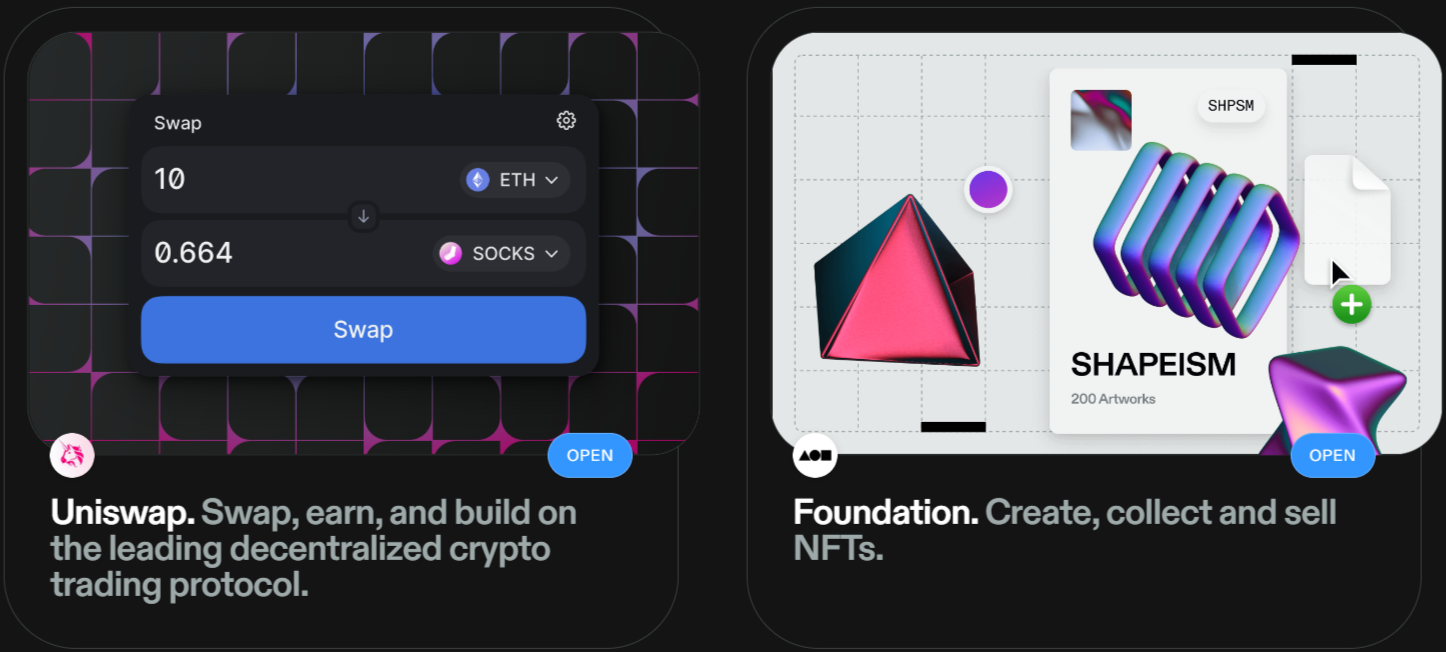 Swap
10
ETH
0.664
SOCKS
Swap
OPEN
Uniswap. Swap, earn, and build on
the leading decentralized crypto
trading protocol.
SHPSM
SHAPEISM
200 Artworks
OPEN
Foundation. Create, collect and sell
NFTs.